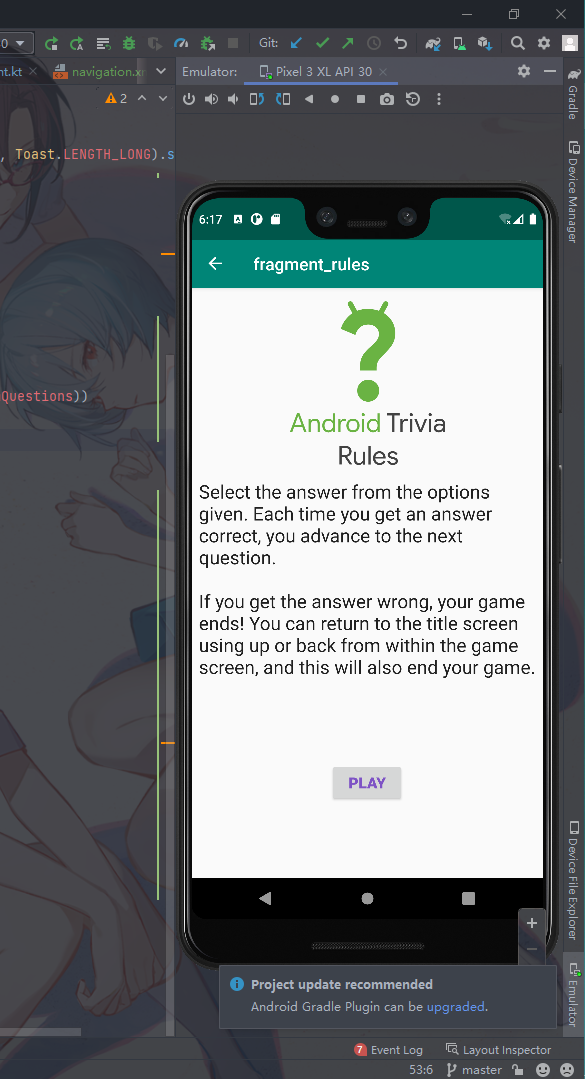 0
Git:
nt.kt
navigation.x
Emulator:
Pixel 3 XL API 30
2
, Toast.LENGTH_LONG).s
6:17
fragment_rules
Android Trivia
Rules
Select the answer from the options
given. Each time you get an answer
correct, you advance to the next
question.
If you get the answer wrong, your game
ends! You can return to the title screen
using up or back from within the game
screen, and this will also end your game.
Questions))
PLAY
+
−
Project update recommended
Android Gradle Plugin can be upgraded.
7 Event Log
Layout Inspector
53:6
master
Gradle
Device Manager
Device File Explorer
Emulator